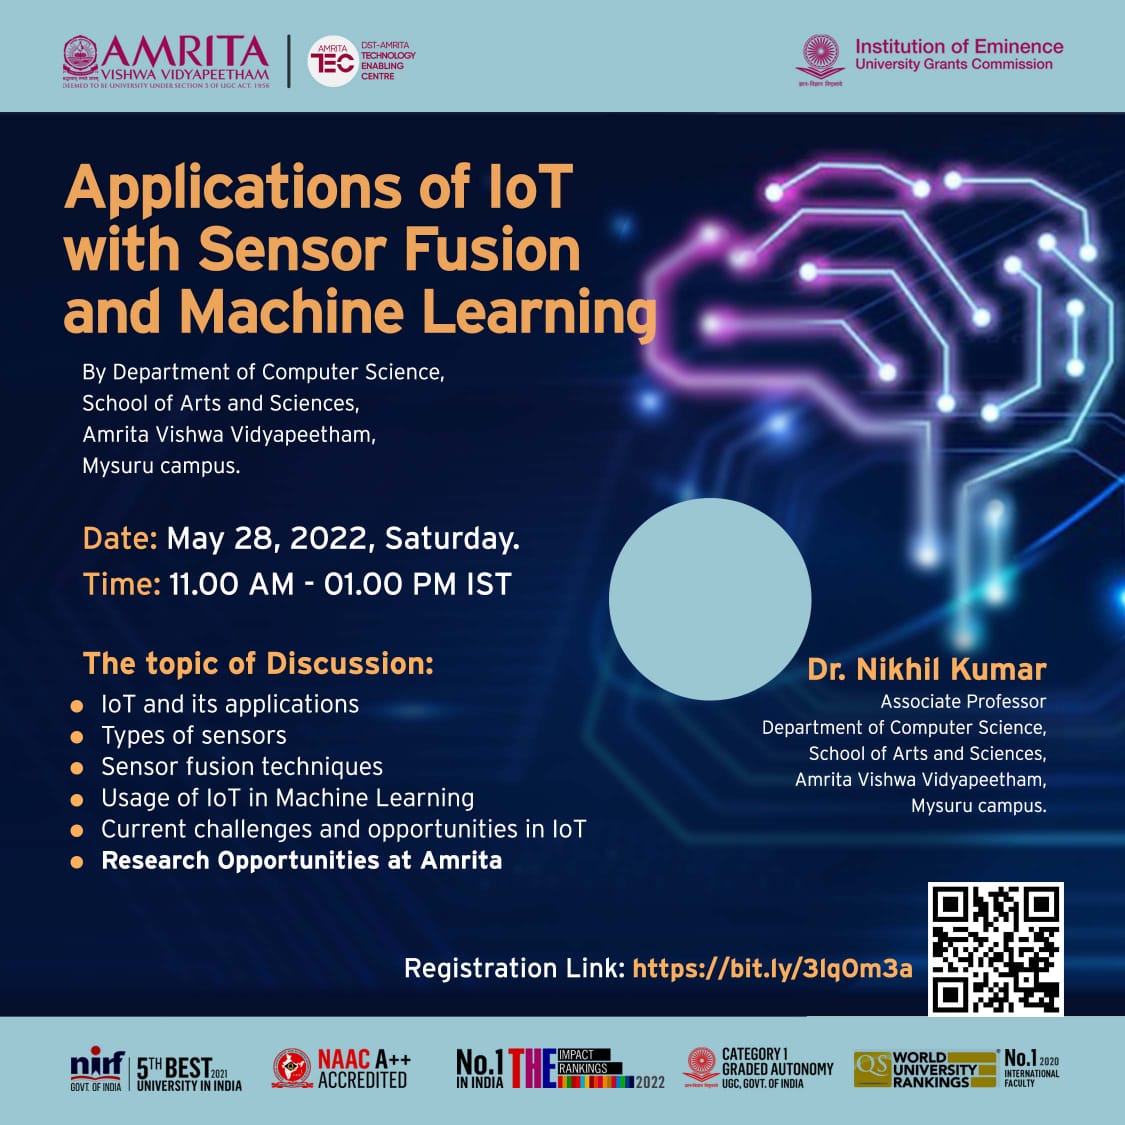 AMRITA
VISHWA VIDYAPEETHAM
DEEMED TO BE UNIVERSITY UNDER SECTION 3 OF UGC ACT, 1956
AMRITA
TEC
DST-AMRITA
TECHNOLOGY
ENABLING
CENTRE
ज्ञान-विज्ञान विमुक्तये
Institution of Eminence
University Grants Commission
Applications of IoT
with Sensor Fusion
and Machine Learning
By Department of Computer Science,
School of Arts and Sciences,
Amrita Vishwa Vidyapeetham,
Mysuru campus.
Date: May 28, 2022, Saturday.
Time: 11.00 AM - 01.00 PM IST
The topic of Discussion:
IoT and its applications
Types of sensors
Sensor fusion techniques
Usage of IoT in Machine Learning
Current challenges and opportunities in IoT
Research Opportunities at Amrita
Dr. Nikhil Kumar
Associate Professor
Department of Computer Science,
School of Arts and Sciences,
Amrita Vishwa Vidyapeetham,
Mysuru campus.
Registration Link: https://bit.ly/3lq0m3a
nirf
GOVT. OF INDIA
5TH BEST 2021
UNIVERSITY IN INDIA
NAAC A++
ACCREDITED
No.1
IN INDIA
THE
IMPACT
RANKINGS
2022
CATEGORY 1
GRADED AUTONOMY
UGC, GOVT. OF INDIA
QS
WORLD
UNIVERSITY
RANKINGS
No.1 2020
INTERNATIONAL
FACULTY